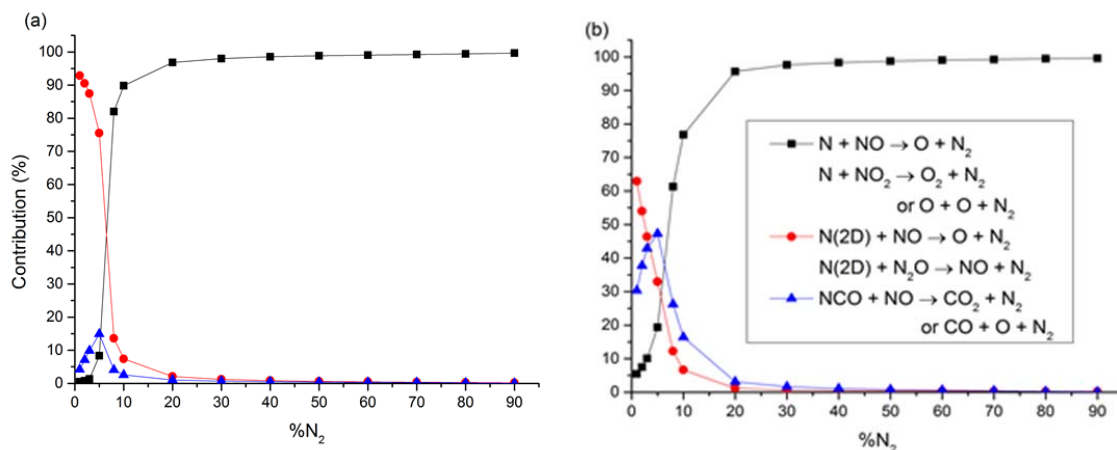 (a)
100
90
80
70
60
50
40
30
20
10
0
Contribution (%)
0 10 20 30 40 50 60 70 80 90
%N₂
(b)
100
90
80
70
60
50
40
30
20
10
0
N + NO → O + N₂
N + NO₂ → O₂ + N₂
or O + O + N₂
N(2D) + NO → O + N₂
N(2D) + N₂O → NO + N₂
NCO + NO → CO₂ + N₂
or CO + O + N₂
0 10 20 30 40 50 60 70 80 90
%N₂